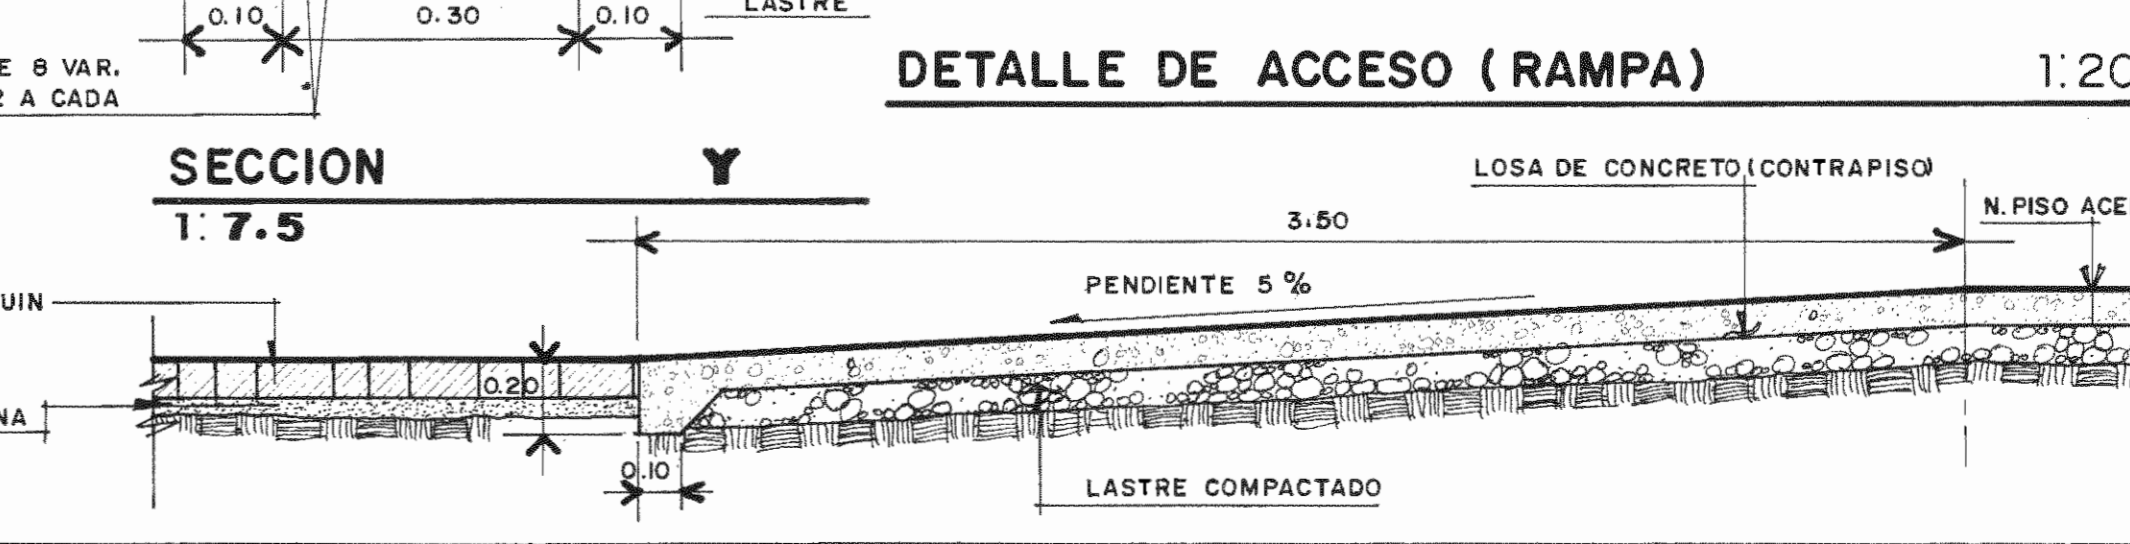 0.10 0.30 0.10 LASTRE
E 8 VAR.
2 A CADA
DETALLE DE ACCESO (RAMPA) 1:20
SECCION Y
1:7.5
LOSA DE CONCRETO (CONTRAPISO)
N. PISO ACE
3.50
PENDIENTE 5 %
UIN
0.20
NA
0.10
LASTRE COMPACTADO